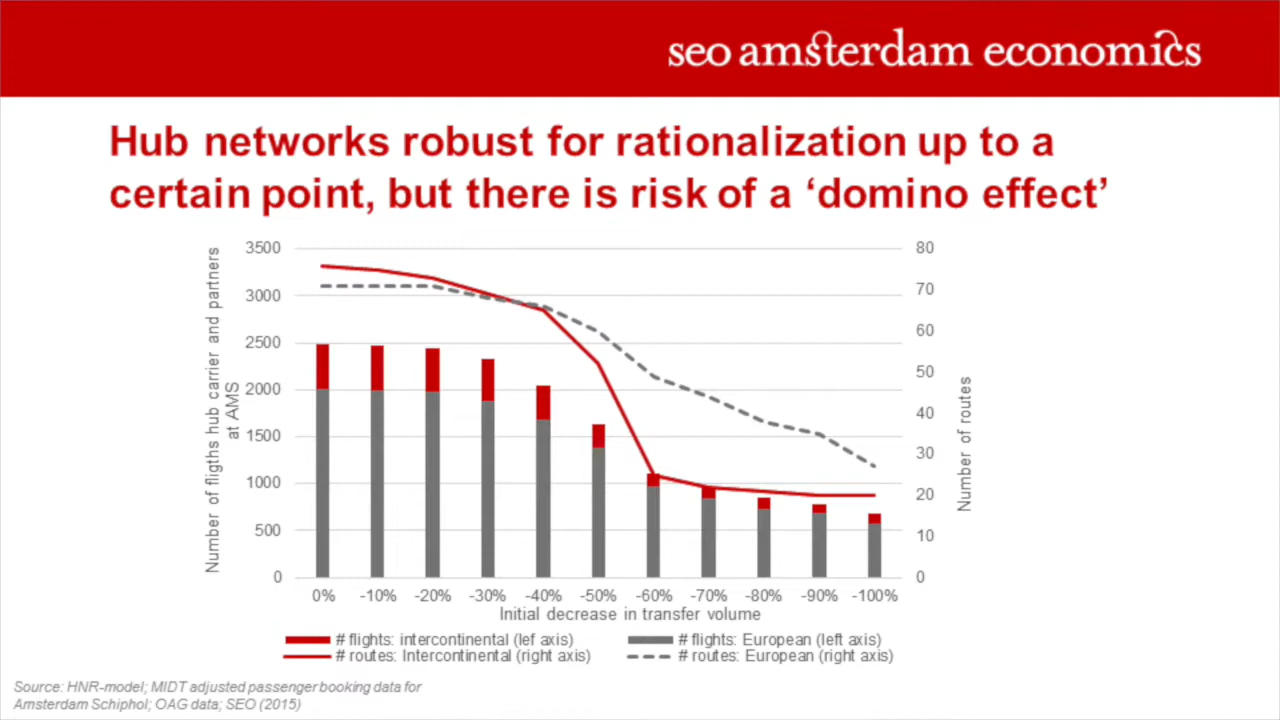 seo amsterdam economics
Hub networks robust for rationalization up to a
certain point, but there is risk of a ‘domino effect’
Number of fligths hub carrier and partners
at AMS
3500
3000
2500
2000
1500
1000
500
0
80
70
60
50
40
30
20
10
0
Number of routes
0% -10% -20% -30% -40% -50% -60% -70% -80% -90% -100%
Initial decrease in transfer volume
# flights: intercontinental (lef axis) # flights: European (left axis)
# routes: Intercontinental (right axis) # routes: European (right axis)
Source: HNR-model; MIDT adjusted passenger booking data for
Amsterdam Schiphol; OAG data; SEO (2015)